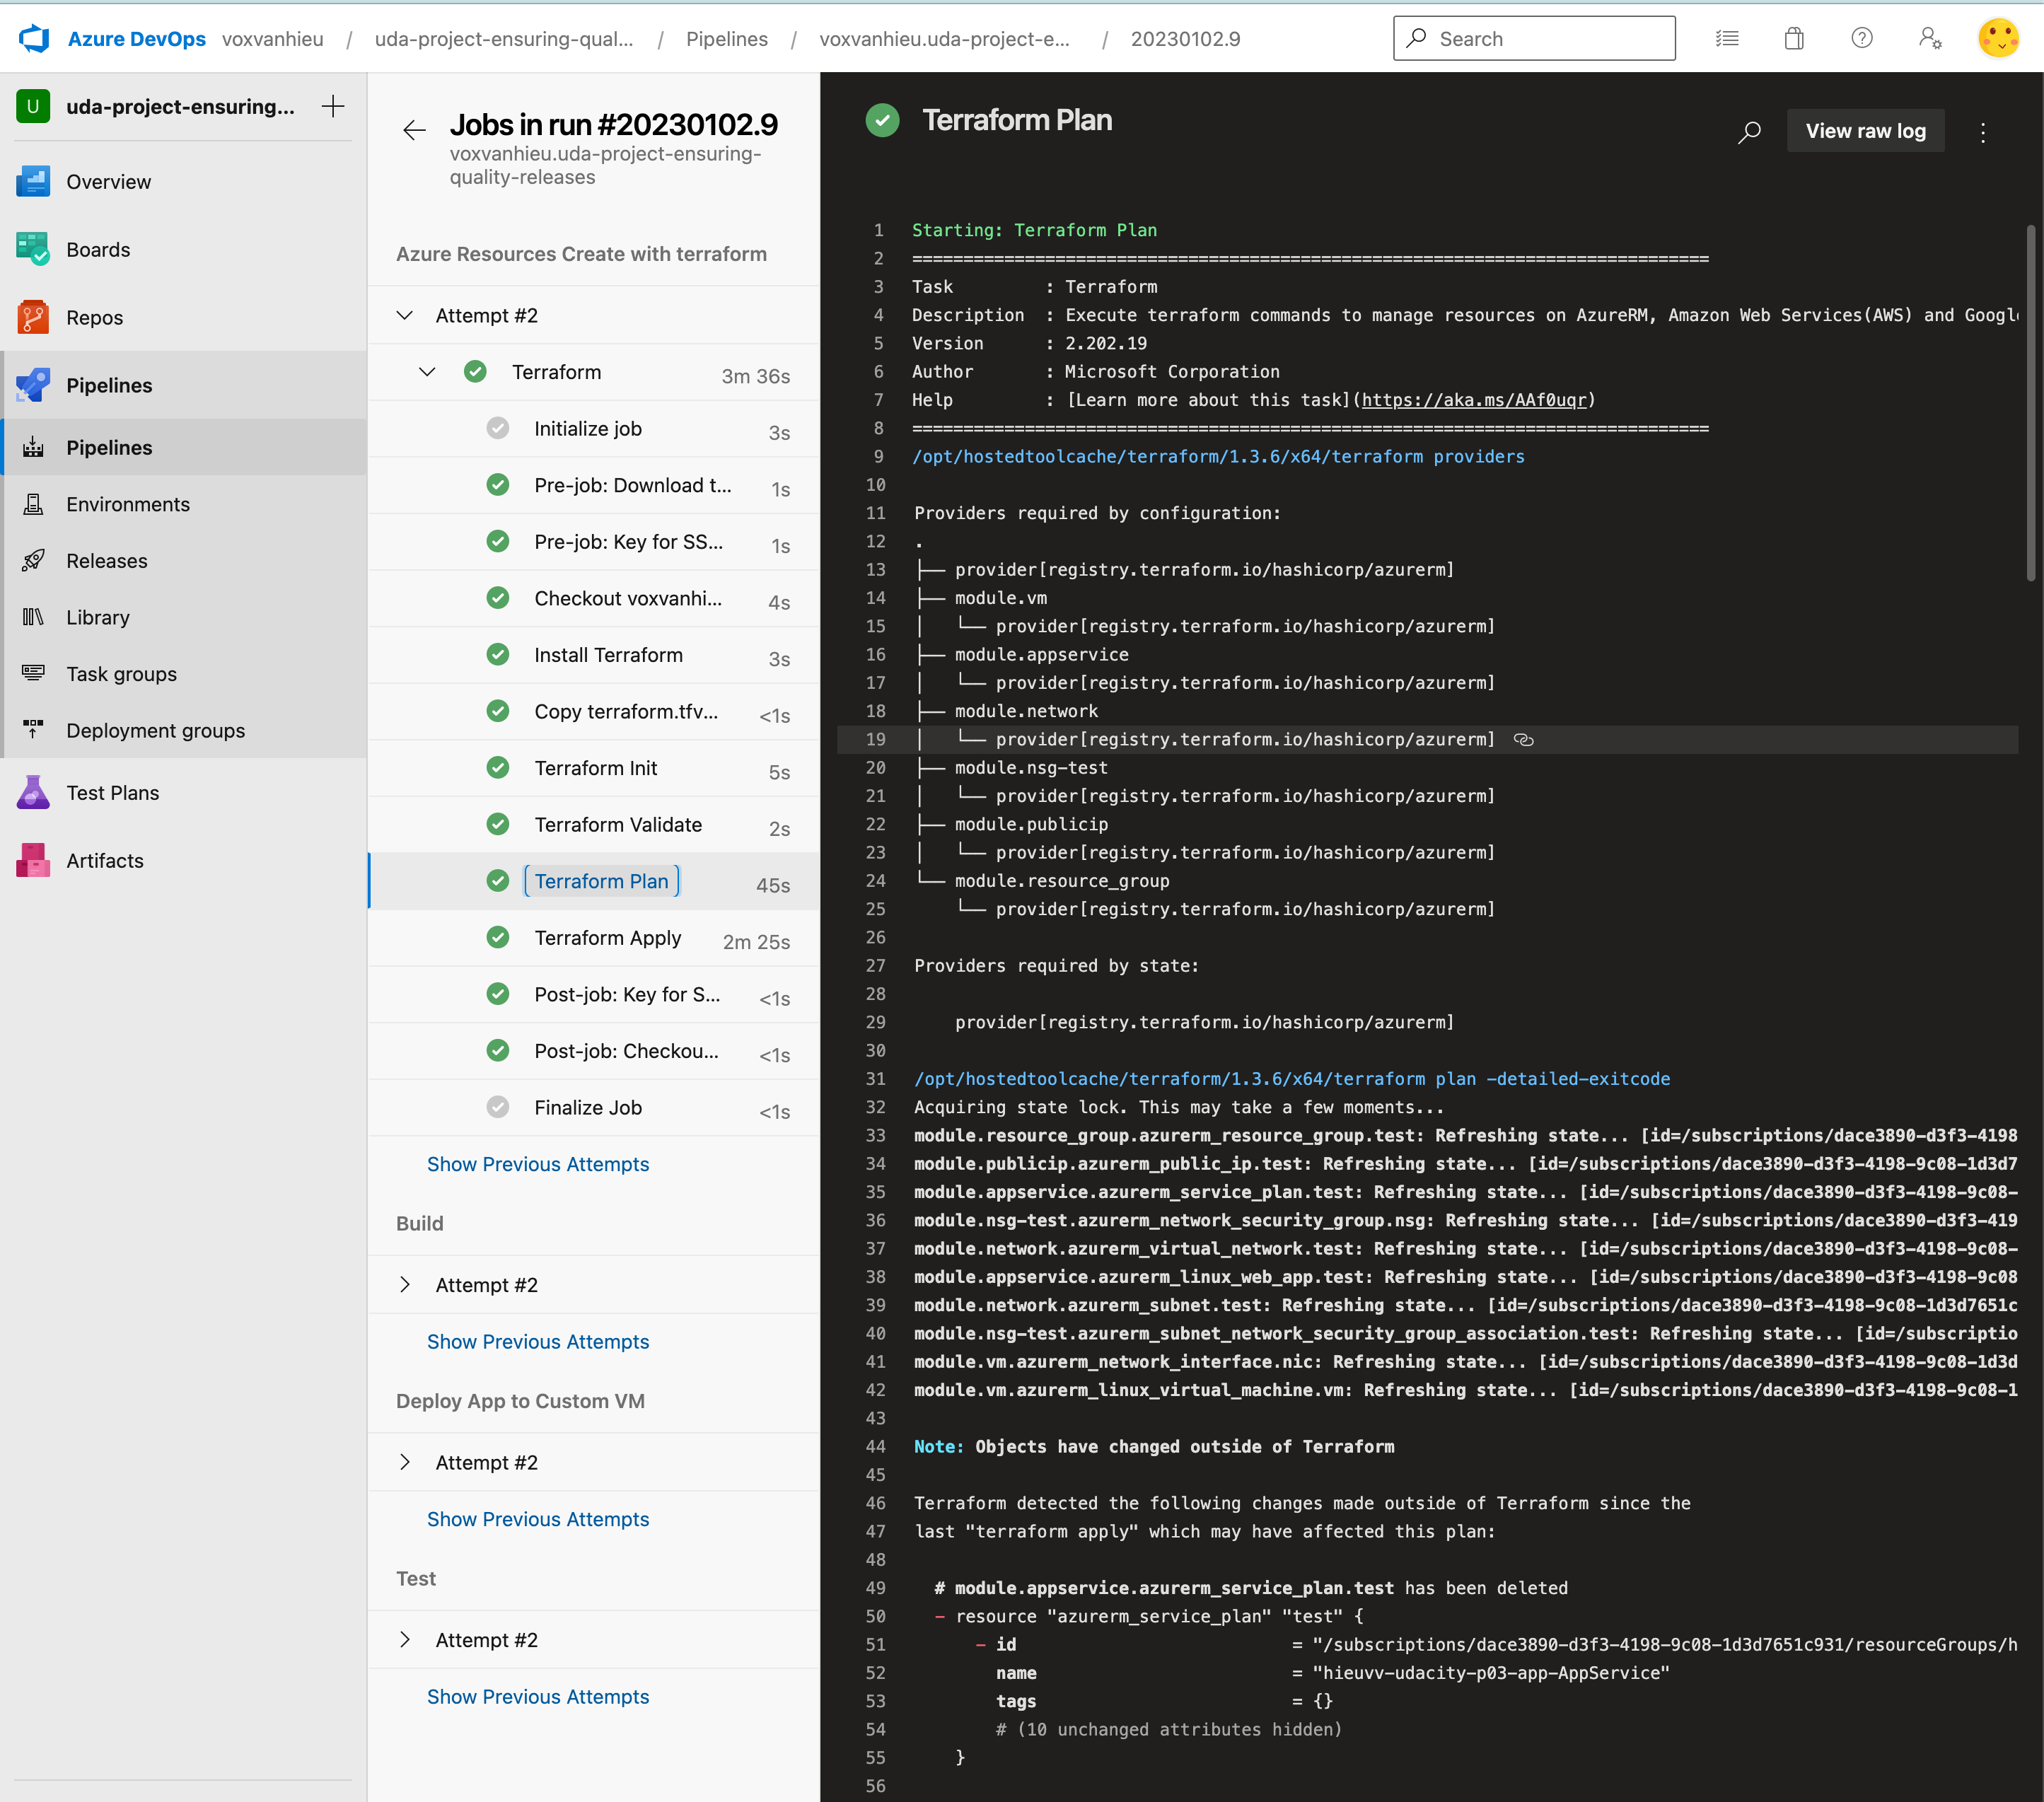 Azure DevOps voxvanhieu / uda-project-ensuring-qual... / Pipelines / voxvanhieu.uda-project-e... / 20230102.9
Search
U uda-project-ensuring...
Overview
Boards
Repos
Pipelines
Pipelines
Environments
Releases
Library
Task groups
Deployment groups
Test Plans
Artifacts
Jobs in run #20230102.9
voxvanhieu.uda-project-ensuring-
quality-releases
Azure Resources Create with terraform
Attempt #2
Terraform 3m 36s
Initialize job 3s
Pre-job: Download t... 1s
Pre-job: Key for SS... 1s
Checkout voxvanhi... 4s
Install Terraform 3s
Copy terraform.tfv... <1s
Terraform Init 5s
Terraform Validate 2s
Terraform Plan 45s
Terraform Apply 2m 25s
Post-job: Key for S... <1s
Post-job: Checkou... <1s
Finalize Job <1s
Show Previous Attempts
Build
Attempt #2
Show Previous Attempts
Deploy App to Custom VM
Attempt #2
Show Previous Attempts
Test
Attempt #2
Show Previous Attempts
Terraform Plan
View raw log
1 Starting: Terraform Plan
2 ==============================================================================
3 Task : Terraform
4 Description : Execute terraform commands to manage resources on AzureRM, Amazon Web Services(AWS) and Googl
5 Version : 2.202.19
6 Author : Microsoft Corporation
7 Help : [Learn more about this task](https://aka.ms/AAf0uqr)
8 ==============================================================================
9 /opt/hostedtoolcache/terraform/1.3.6/x64/terraform providers
10
11 Providers required by configuration:
12 .
13 ├── provider[registry.terraform.io/hashicorp/azurerm]
14 ├── module.vm
15 │   └── provider[registry.terraform.io/hashicorp/azurerm]
16 ├── module.appservice
17 │   └── provider[registry.terraform.io/hashicorp/azurerm]
18 ├── module.network
19 │   └── provider[registry.terraform.io/hashicorp/azurerm]
20 ├── module.nsg-test
21 │   └── provider[registry.terraform.io/hashicorp/azurerm]
22 ├── module.publicip
23 │   └── provider[registry.terraform.io/hashicorp/azurerm]
24 └── module.resource_group
25     └── provider[registry.terraform.io/hashicorp/azurerm]
26
27 Providers required by state:
28
29     provider[registry.terraform.io/hashicorp/azurerm]
30
31 /opt/hostedtoolcache/terraform/1.3.6/x64/terraform plan -detailed-exitcode
32 Acquiring state lock. This may take a few moments...
33 module.resource_group.azurerm_resource_group.test: Refreshing state... [id=/subscriptions/dace3890-d3f3-4198
34 module.publicip.azurerm_public_ip.test: Refreshing state... [id=/subscriptions/dace3890-d3f3-4198-9c08-1d3d7
35 module.appservice.azurerm_service_plan.test: Refreshing state... [id=/subscriptions/dace3890-d3f3-4198-9c08-
36 module.nsg-test.azurerm_network_security_group.nsg: Refreshing state... [id=/subscriptions/dace3890-d3f3-419
37 module.network.azurerm_virtual_network.test: Refreshing state... [id=/subscriptions/dace3890-d3f3-4198-9c08-
38 module.appservice.azurerm_linux_web_app.test: Refreshing state... [id=/subscriptions/dace3890-d3f3-4198-9c08
39 module.network.azurerm_subnet.test: Refreshing state... [id=/subscriptions/dace3890-d3f3-4198-9c08-1d3d7651c
40 module.nsg-test.azurerm_subnet_network_security_group_association.test: Refreshing state... [id=/subscriptio
41 module.vm.azurerm_network_interface.nic: Refreshing state... [id=/subscriptions/dace3890-d3f3-4198-9c08-1d3d
42 module.vm.azurerm_linux_virtual_machine.vm: Refreshing state... [id=/subscriptions/dace3890-d3f3-4198-9c08-1
43
44 Note: Objects have changed outside of Terraform
45
46 Terraform detected the following changes made outside of Terraform since the
47 last "terraform apply" which may have affected this plan:
48
49   # module.appservice.azurerm_service_plan.test has been deleted
50   - resource "azurerm_service_plan" "test" {
51       - id = "/subscriptions/dace3890-d3f3-4198-9c08-1d3d7651c931/resourceGroups/h
52         name = "hieuvv-udacity-p03-app-AppService"
53         tags = {}
54         # (10 unchanged attributes hidden)
55     }
56